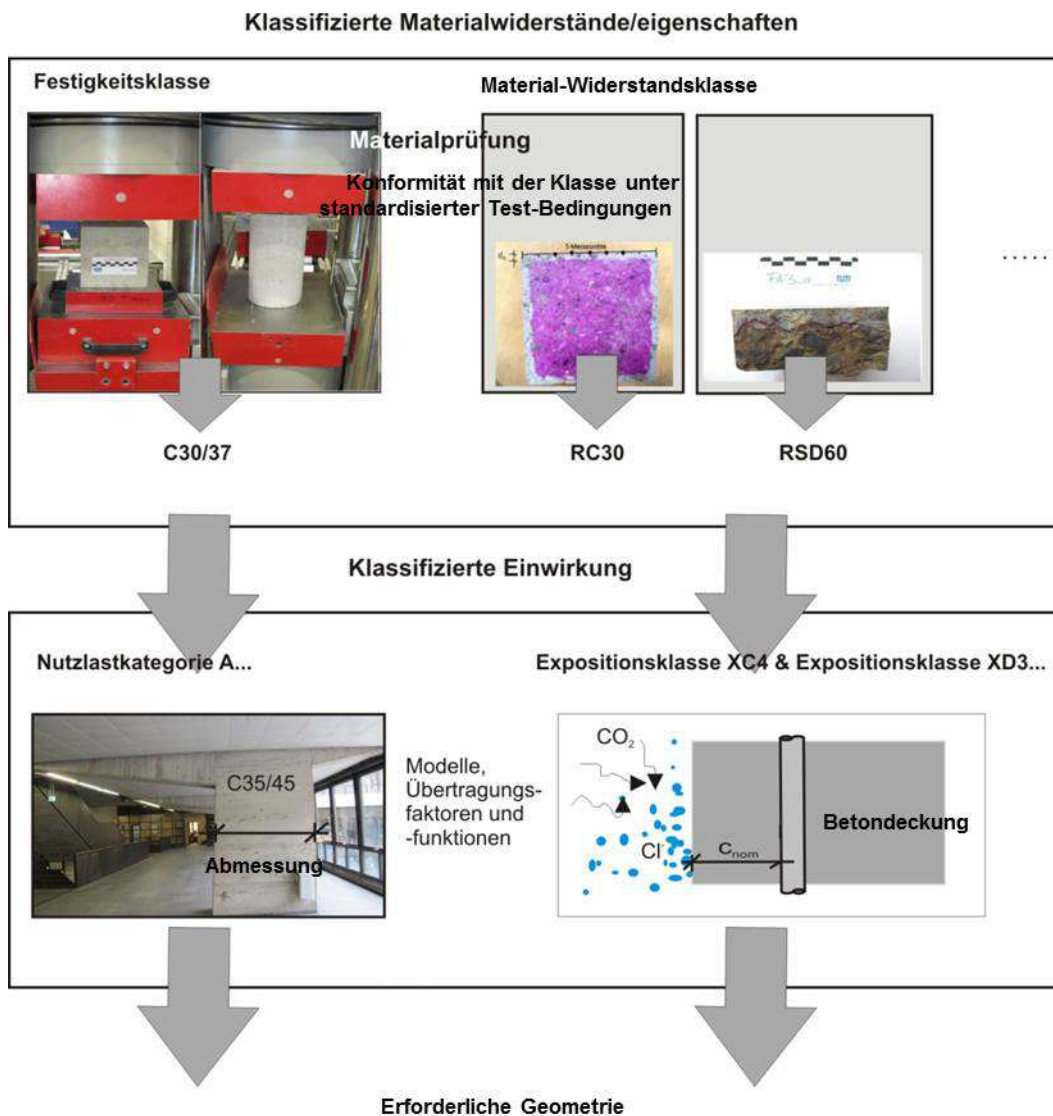 Klassifizierte Materialwiderstände/eigenschaften
Festigkeitsklasse
Material-Widerstandsklasse
Materialprüfung
Konformität mit der Klasse unter
standardisierter Test-Bedingungen
C30/37
RC30
RSD60
.....
Klassifizierte Einwirkung
Nutzlastkategorie A...
Expositionsklasse XC4 & Expositionsklasse XD3...
C35/45
Abmessung
Modelle,
Übertragungs-
faktoren und
-funktionen
CO2
Cl-
cnom
Betondeckung
Erforderliche Geometrie